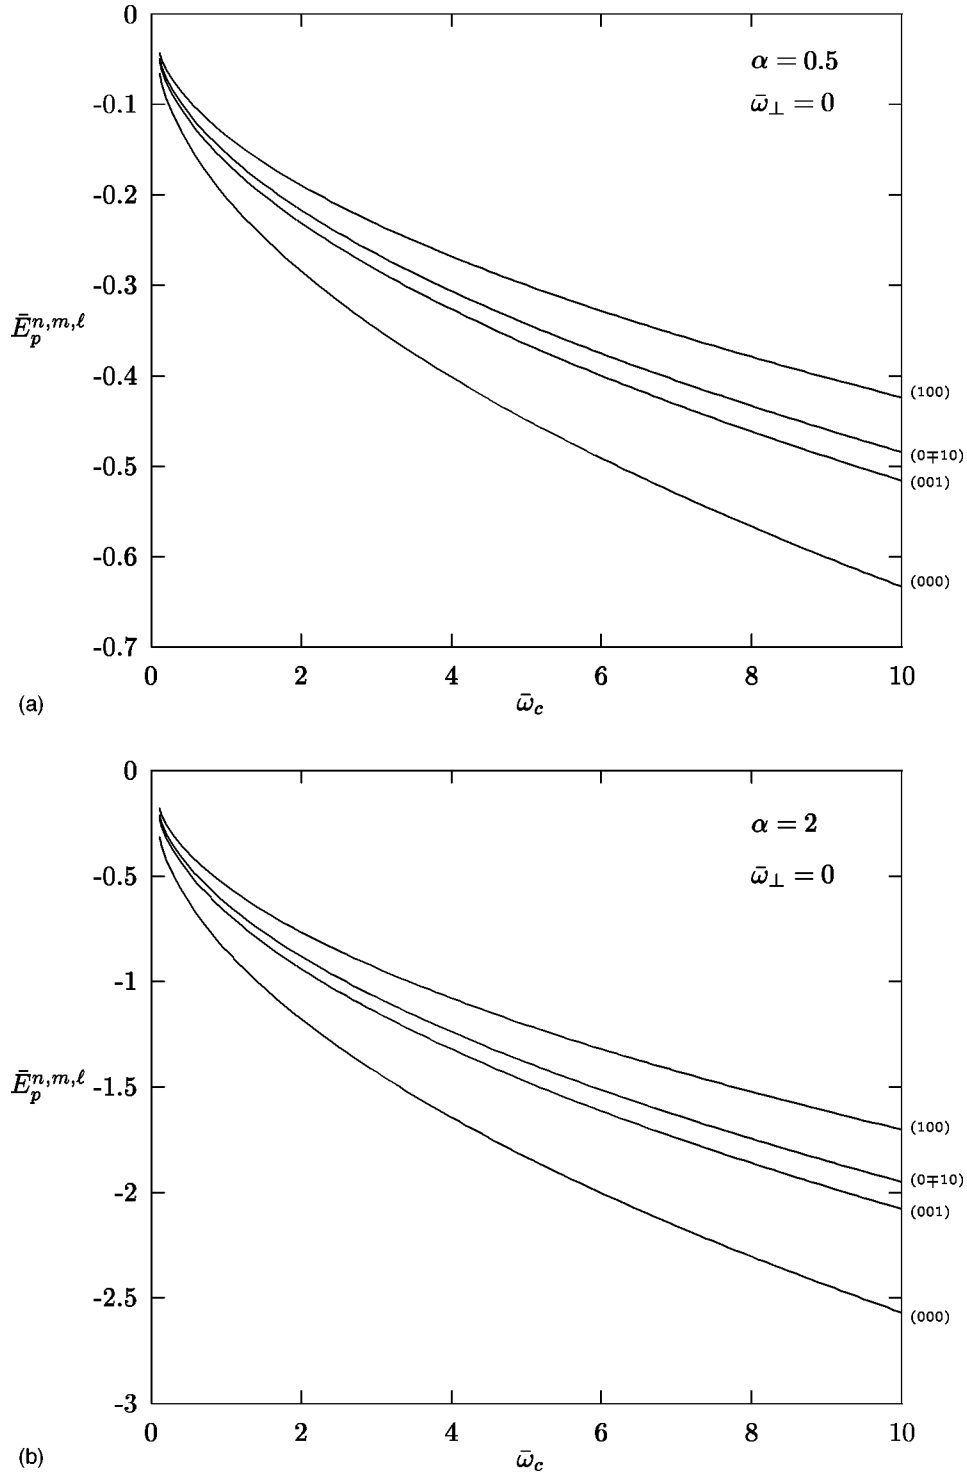 0
-0.1
-0.2
-0.3
-0.4
-0.5
-0.6
-0.7
Ē_p^{n,m,ℓ}
α = 0.5
ω̄_⊥ = 0
(100)
(0∓10)
(001)
(000)
0 2 4 6 8 10
ω̄_c
(a)
0
-0.5
-1
-1.5
-2
-2.5
-3
Ē_p^{n,m,ℓ}
α = 2
ω̄_⊥ = 0
(100)
(0∓10)
(001)
(000)
0 2 4 6 8 10
ω̄_c
(b)